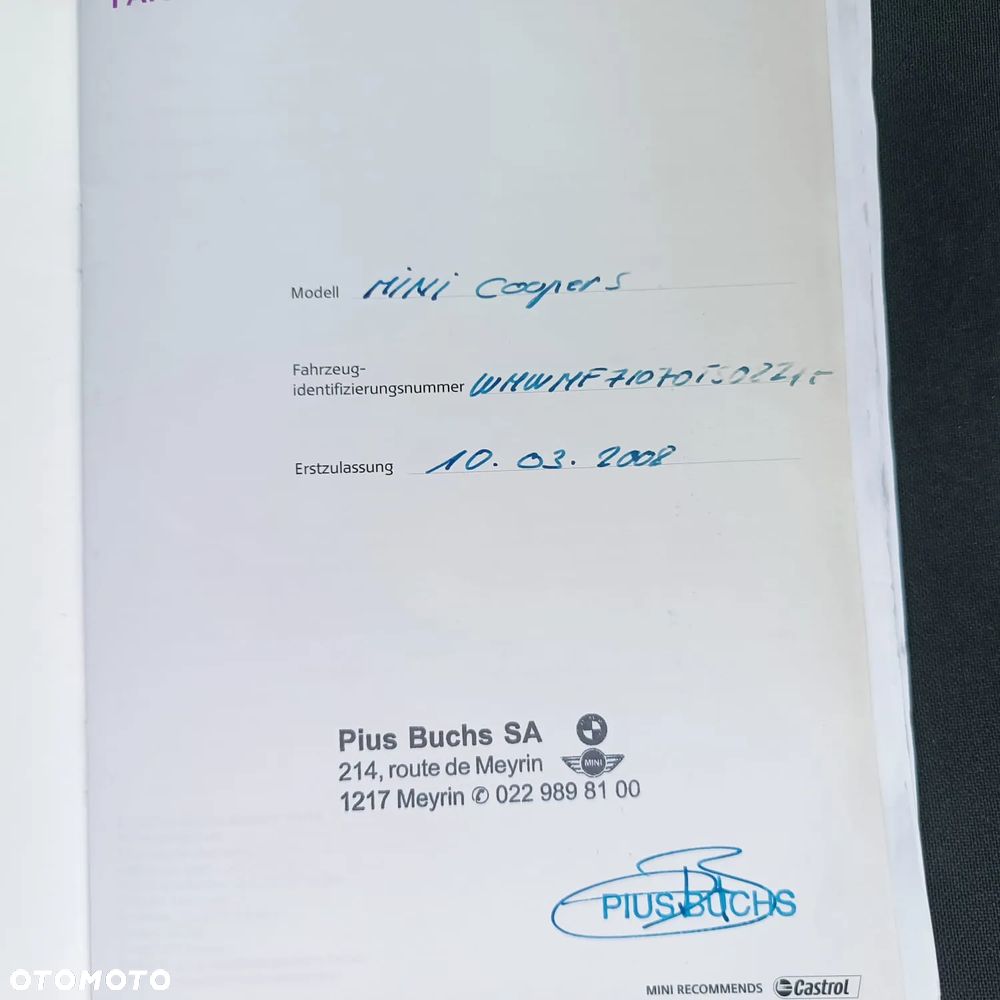 Modell MINI Cooper S
Fahrzeug-
identifizierungsnummer
Erstzulassung 10. 03. 2008
Pius Buchs SA
MINI
214, route de Meyrin
1217 Meyrin ✆ 022 989 81 00
PIUS BUCHS
MINI RECOMMENDS Castrol
OTOMOTO